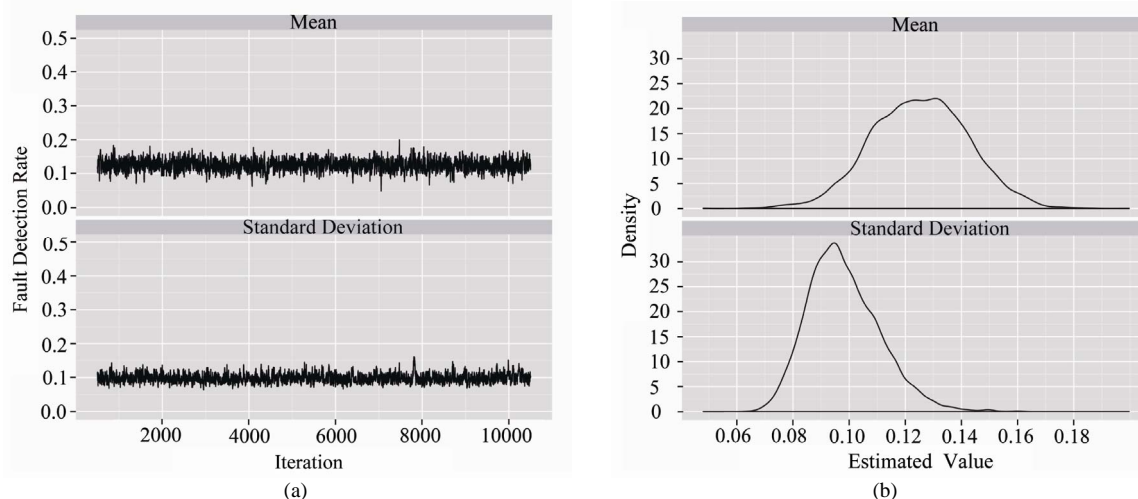 Mean
0.5
0.4
0.3
0.2
0.1
0.0
Standard Deviation
0.5
0.4
0.3
0.2
0.1
0.0
Fault Detection Rate
2000 4000 6000 8000 10000
Iteration
(a)
Mean
30
25
20
15
10
5
0
Standard Deviation
30
25
20
15
10
5
0
Density
0.06 0.08 0.10 0.12 0.14 0.16 0.18
Estimated Value
(b)